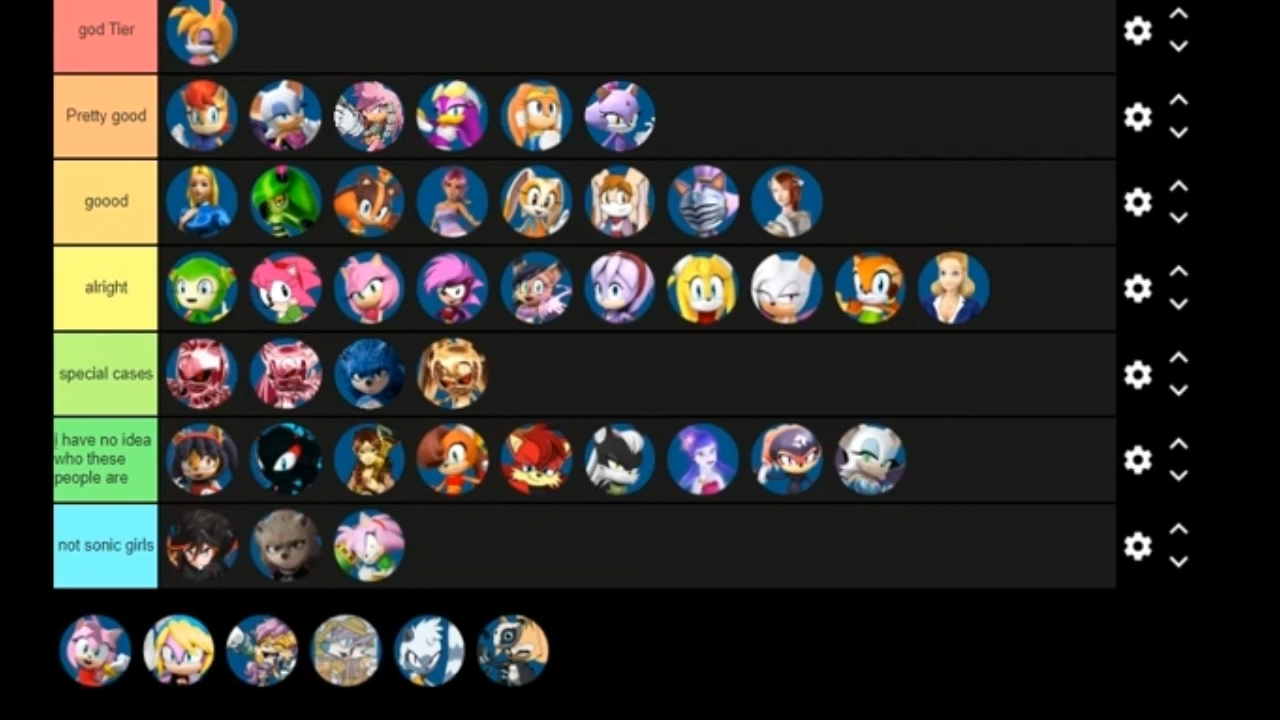 god Tier
Pretty good
goood
alright
special cases
i have no idea
who these
people are
not sonic girls